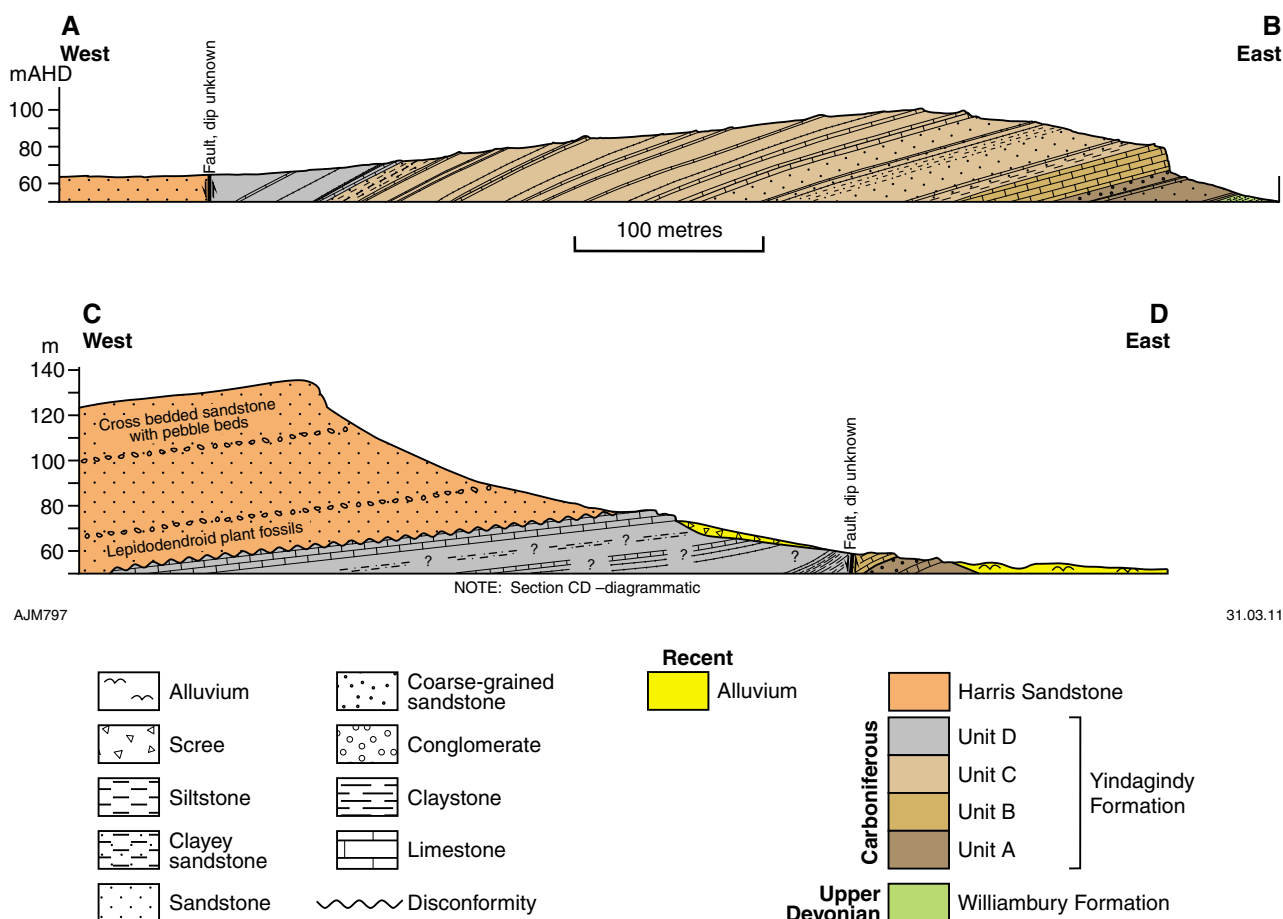 A
West
B
East
mAHD
100
80
60
Fault, dip unknown
100 metres
C
West
D
East
m
140
120
100
80
60
Cross bedded sandstone
with pebble beds
Lepidodendroid plant fossils
? ? ? ? ? ?
Fault, dip unknown
NOTE: Section CD –diagrammatic
AJM797
31.03.11
Alluvium
Scree
Siltstone
Clayey
sandstone
Sandstone
Coarse-grained
sandstone
Conglomerate
Claystone
Limestone
Disconformity
Recent
Alluvium
Harris Sandstone
Carboniferous
Unit D
Unit C
Unit B
Unit A
Yindagindy
Formation
Upper
Devonian
Williambury Formation